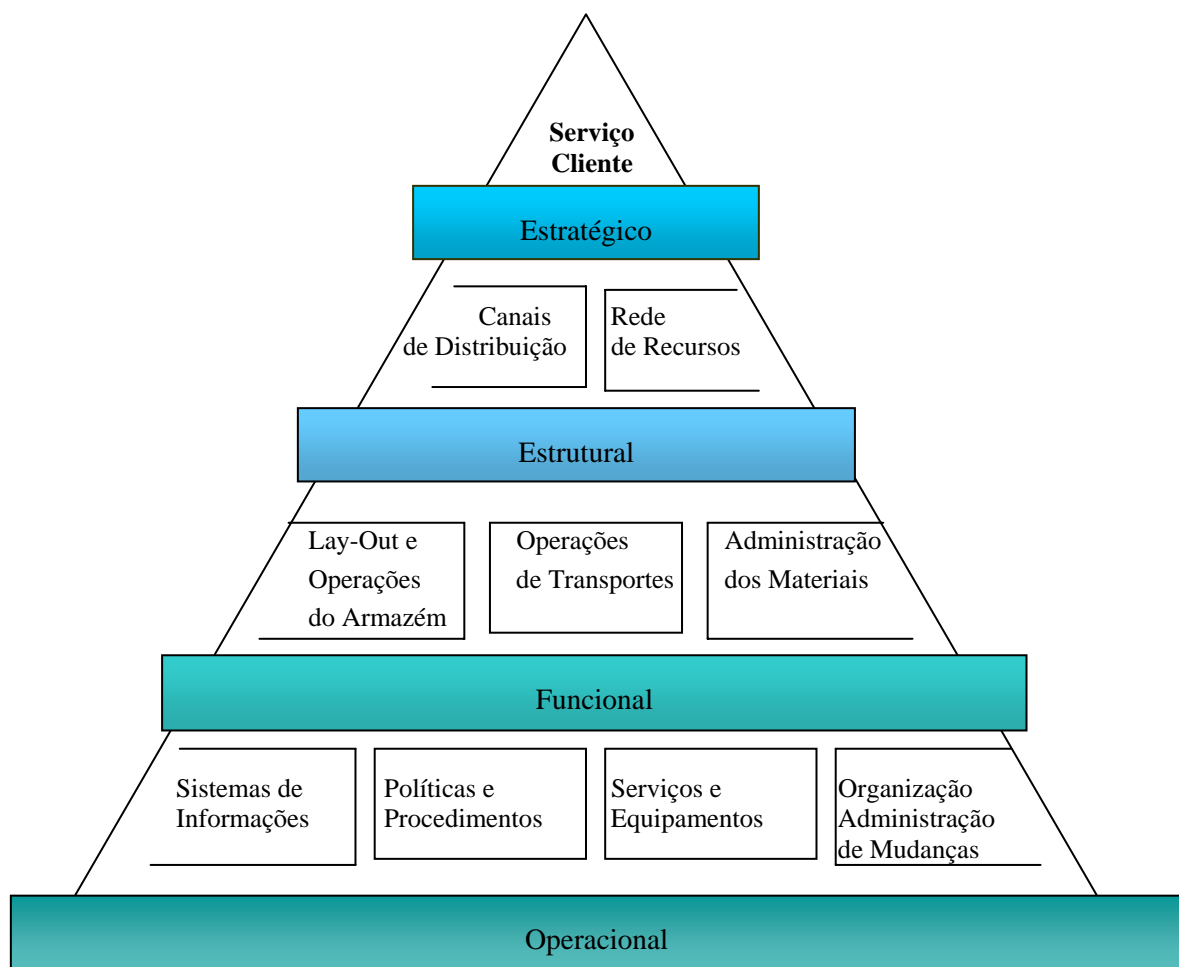 Serviço
Cliente
Estratégico
Canais
de Distribuição
Rede
de Recursos
Estrutural
Lay-Out e
Operações
do Armazém
Operações
de Transportes
Administração
dos Materiais
Funcional
Sistemas de
Informações
Políticas e
Procedimentos
Serviços e
Equipamentos
Organização
Administração
de Mudanças
Operacional